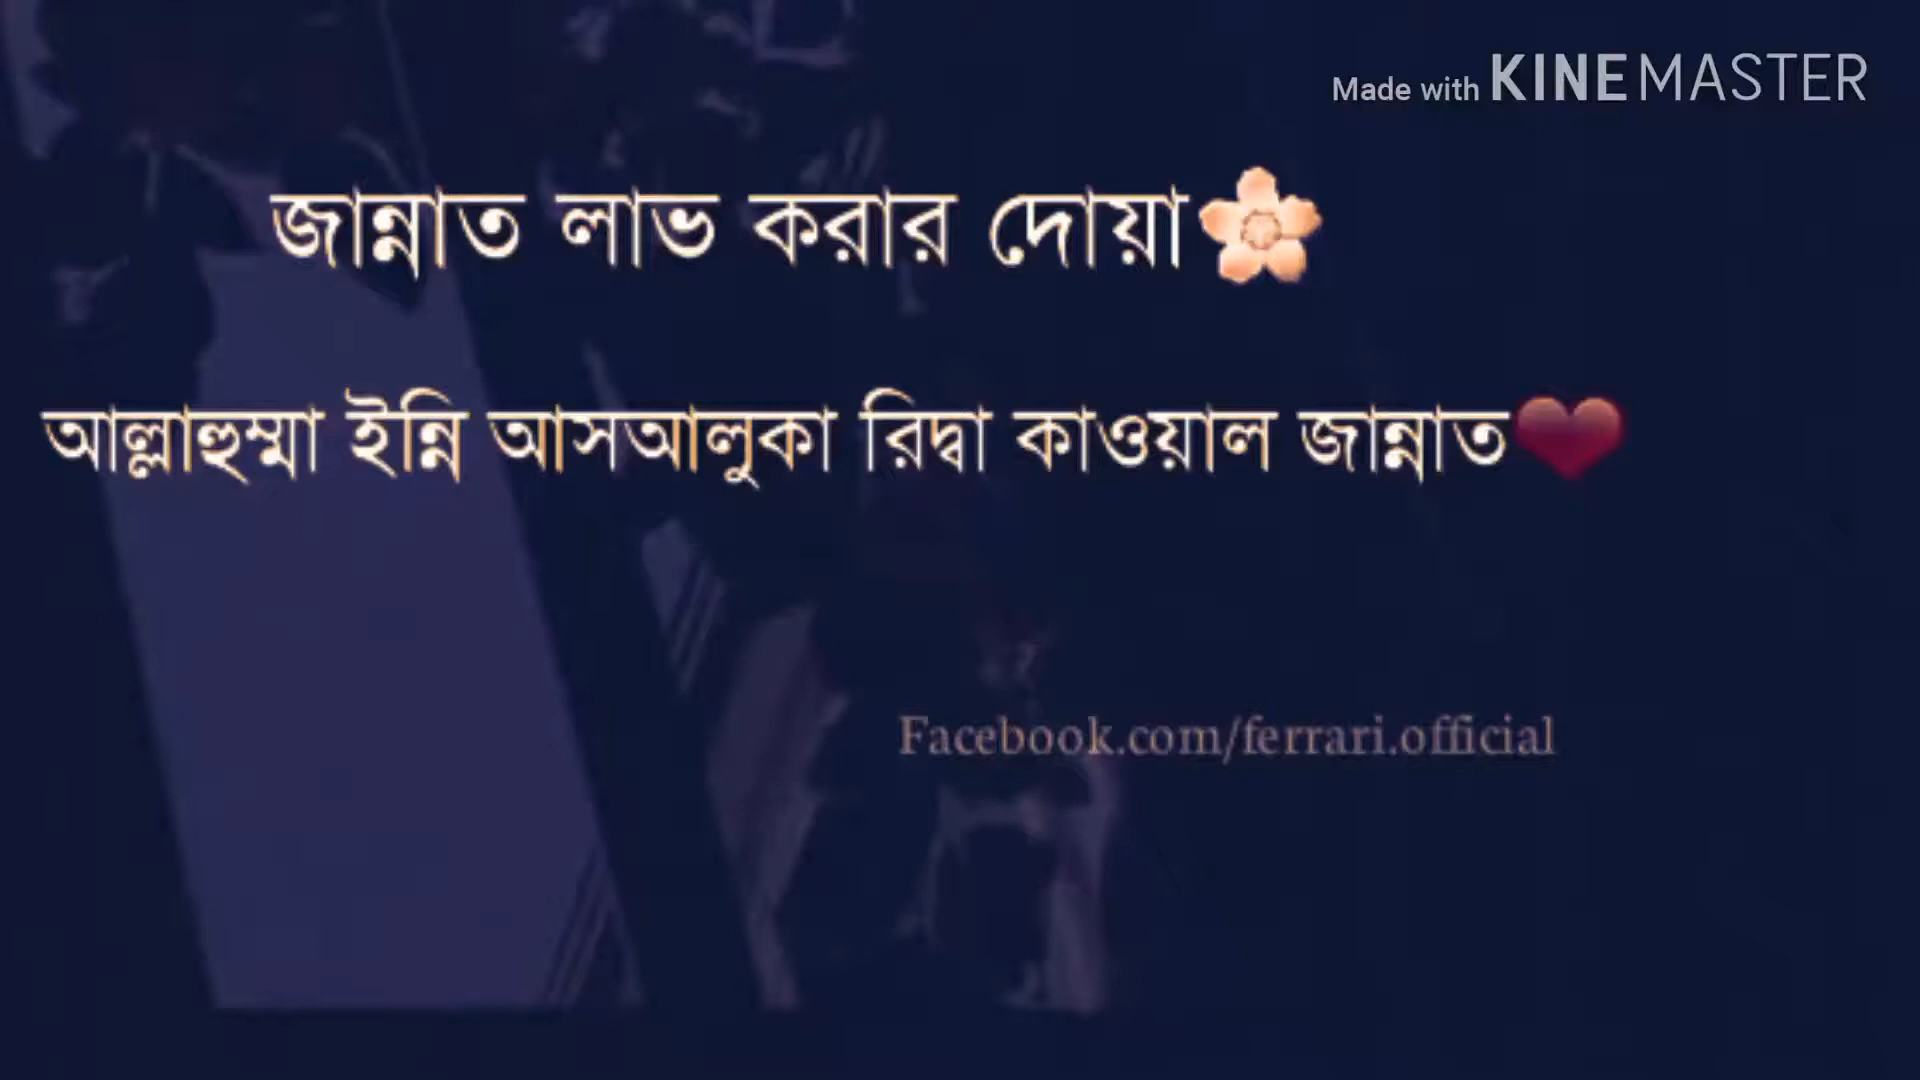 Made with KINEMASTER
জান্নাত লাভ করার দোয়া🌼
আল্লাহুম্মা ইন্নি আসআলুকা রিদ্বা কাওয়াল জান্নাত❤
Facebook.com/ferrari.official